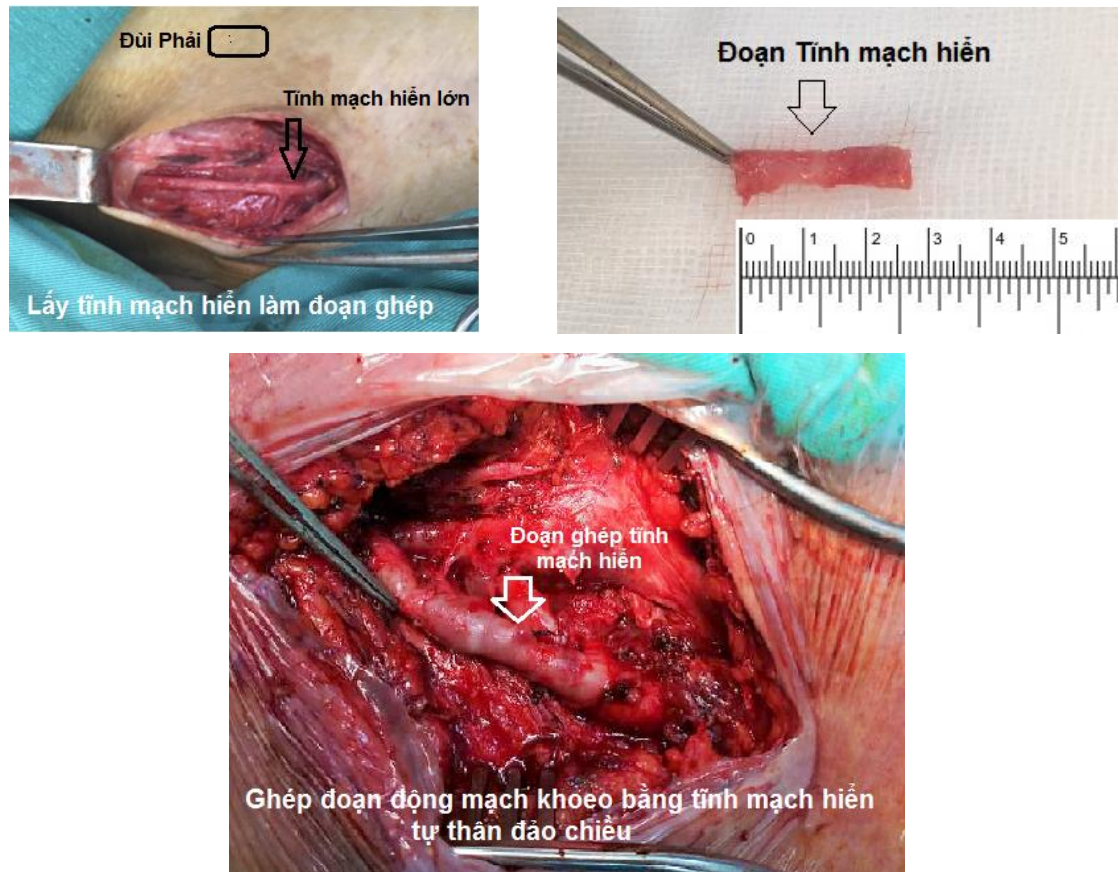 Đùi Phải
Tĩnh mạch hiển lớn
Lấy tĩnh mạch hiển làm đoạn ghép
Đoạn Tĩnh mạch hiển
0 1 2 3 4 5
Đoạn ghép tĩnh
mạch hiển
Ghép đoạn động mạch khoeo bằng tĩnh mạch hiển
tự thân đảo chiều